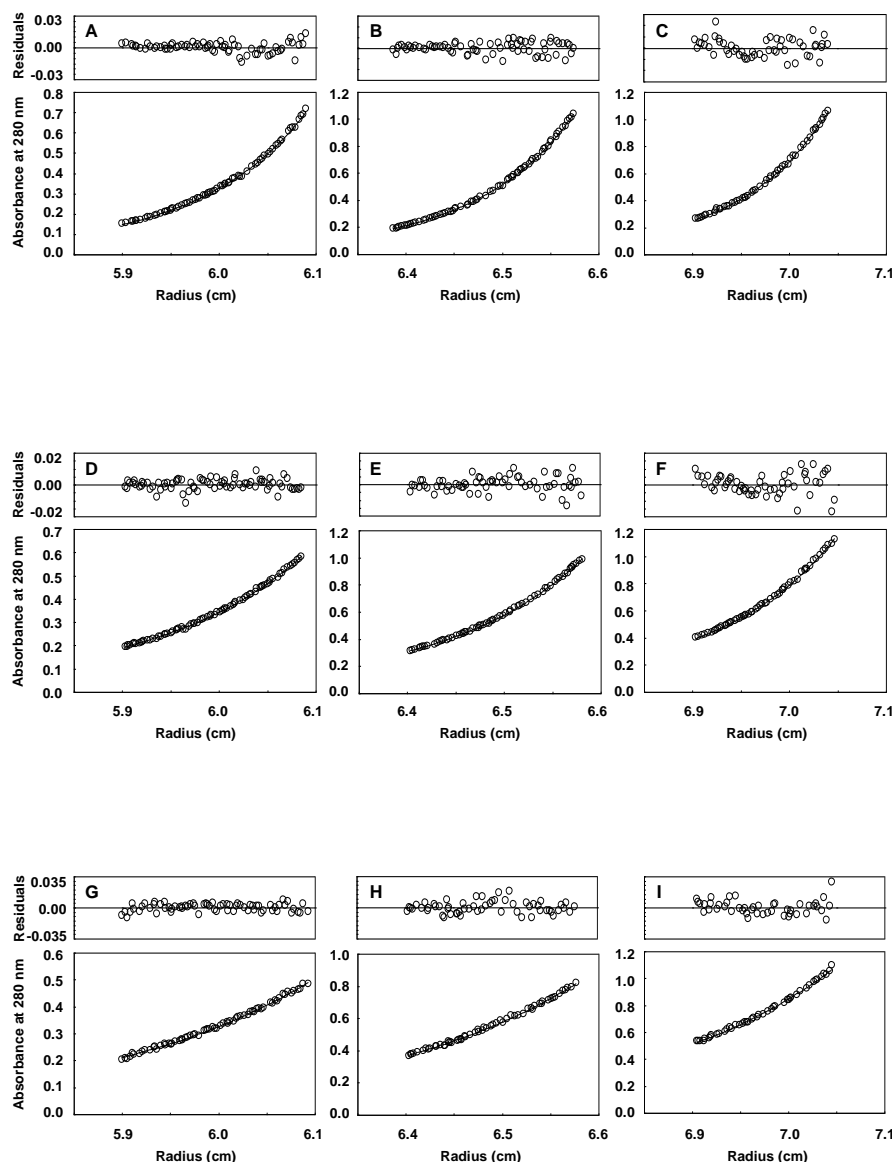 0.03
0.00
-0.03
Residuals
A
B
C
0.8
0.7
0.6
0.5
0.4
0.3
0.2
0.1
0.0
Absorbance at 280 nm
1.2
1.0
0.8
0.6
0.4
0.2
0.0
1.2
1.0
0.8
0.6
0.4
0.2
0.0
5.9 6.0 6.1
6.4 6.5 6.6
6.9 7.0 7.1
Radius (cm)
Radius (cm)
Radius (cm)
0.02
0.00
-0.02
Residuals
D
E
F
0.7
0.6
0.5
0.4
0.3
0.2
0.1
0.0
Absorbance at 280 nm
1.2
1.0
0.8
0.6
0.4
0.2
0.0
1.2
1.0
0.8
0.6
0.4
0.2
0.0
5.9 6.0 6.1
6.4 6.5 6.6
6.9 7.0 7.1
Radius (cm)
Radius (cm)
Radius (cm)
0.035
0.00
-0.035
Residuals
G
H
I
0.6
0.5
0.4
0.3
0.2
0.1
0.0
Absorbance at 280 nm
1.0
0.8
0.6
0.4
0.2
0.0
1.2
1.0
0.8
0.6
0.4
0.2
0.0
5.9 6.0 6.1
6.4 6.5 6.6
6.9 7.0 7.1
Radius (cm)
Radius (cm)
Radius (cm)